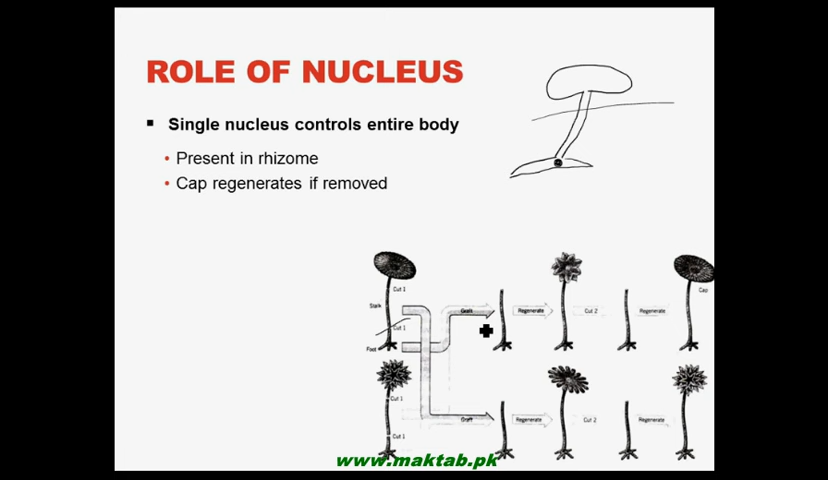 ROLE OF NUCLEUS
▪ Single nucleus controls entire body
• Present in rhizome
• Cap regenerates if removed
Cut 1
Stalk
Cut 1
Foot
Graft
Regenerate
Cut 2
Regenerate
Cap
Cut 1
Cut 1
Graft
Regenerate
Cut 2
Regenerate
www.maktab.pk